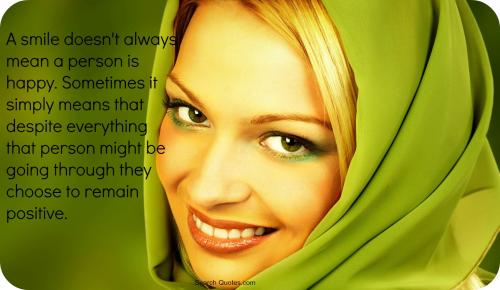 A smile doesn't always
mean a person is
happy. Sometimes it
simply means that
despite everything
that person might be
going through they
choose to remain
positive.
Search Quotes.com